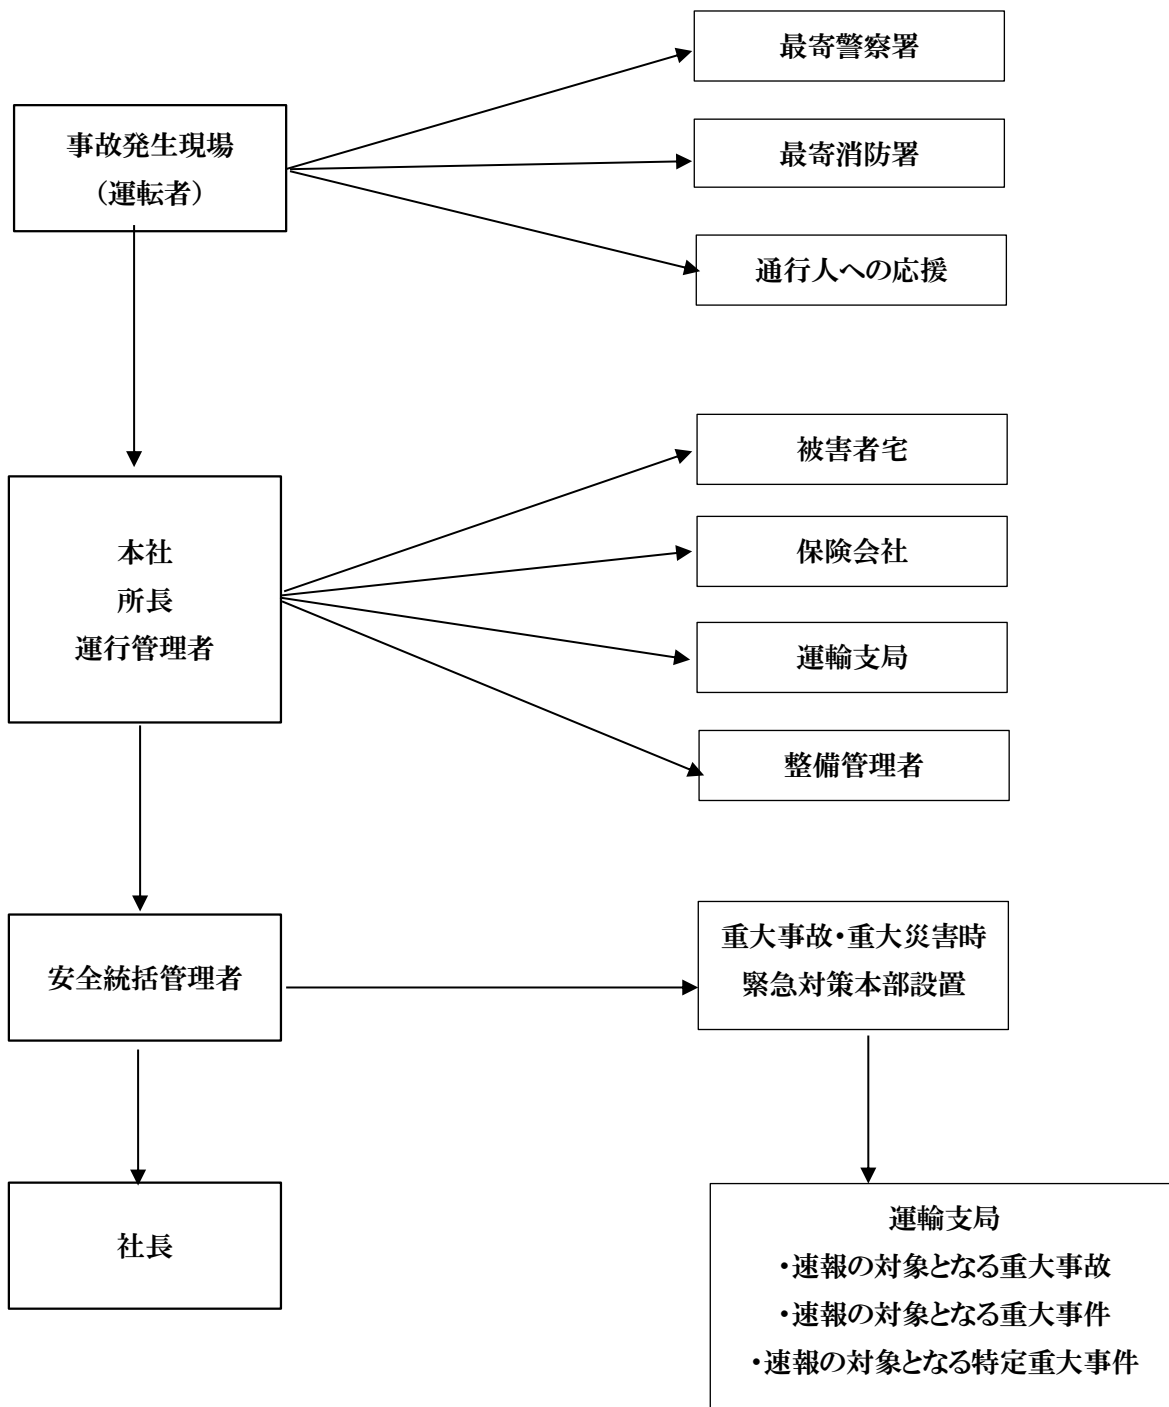 最寄警察署
事故発生現場
（運転者）
最寄消防署
通行人への応援
被害者宅
本社
所長
運行管理者
保険会社
運輸支局
整備管理者
安全統括管理者
重大事故・重大災害時
緊急対策本部設置
社長
運輸支局
・速報の対象となる重大事故
・速報の対象となる重大事件
・速報の対象となる特定重大事件